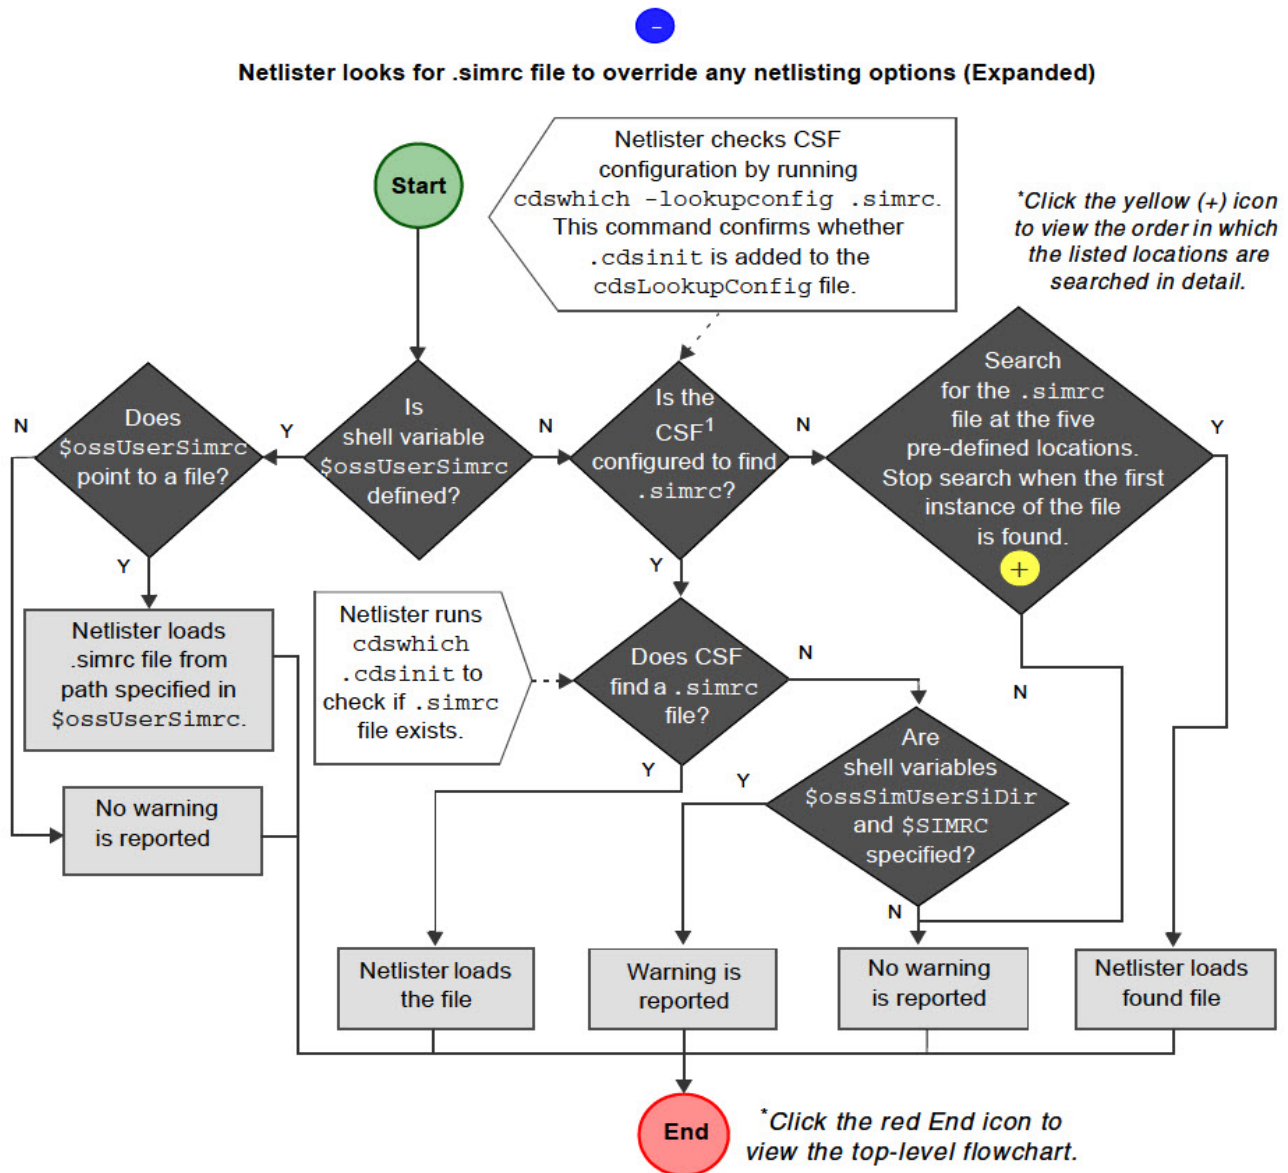 -
Netlister looks for .simrc file to override any netlisting options (Expanded)
Start
Netlister checks CSF
configuration by running
cdswhich -lookupconfig .simrc.
This command confirms whether
.cdsinit is added to the
cdsLookupConfig file.
*Click the yellow (+) icon
to view the order in which
the listed locations are
searched in detail.
N
Does
$ossUserSimrc
point to a file?
Y
Is
shell variable
$ossUserSimrc
defined?
N
Is the
CSF1
configured to find
.simrc?
N
Search
for the .simrc
file at the five
pre-defined locations.
Stop search when the first
instance of the file
is found.
+
Y
Y
Y
N
Netlister loads
.simrc file from
path specified in
$ossUserSimrc.
Netlister runs
cdswhich
.cdsinit to
check if .simrc
file exists.
Does CSF
find a .simrc
file?
N
Y
Are
shell variables
$ossSimUserSiDir
and $SIMRC
specified?
Y
N
No warning
is reported
Netlister loads
the file
Warning is
reported
No warning
is reported
Netlister loads
found file
End
*Click the red End icon to
view the top-level flowchart.